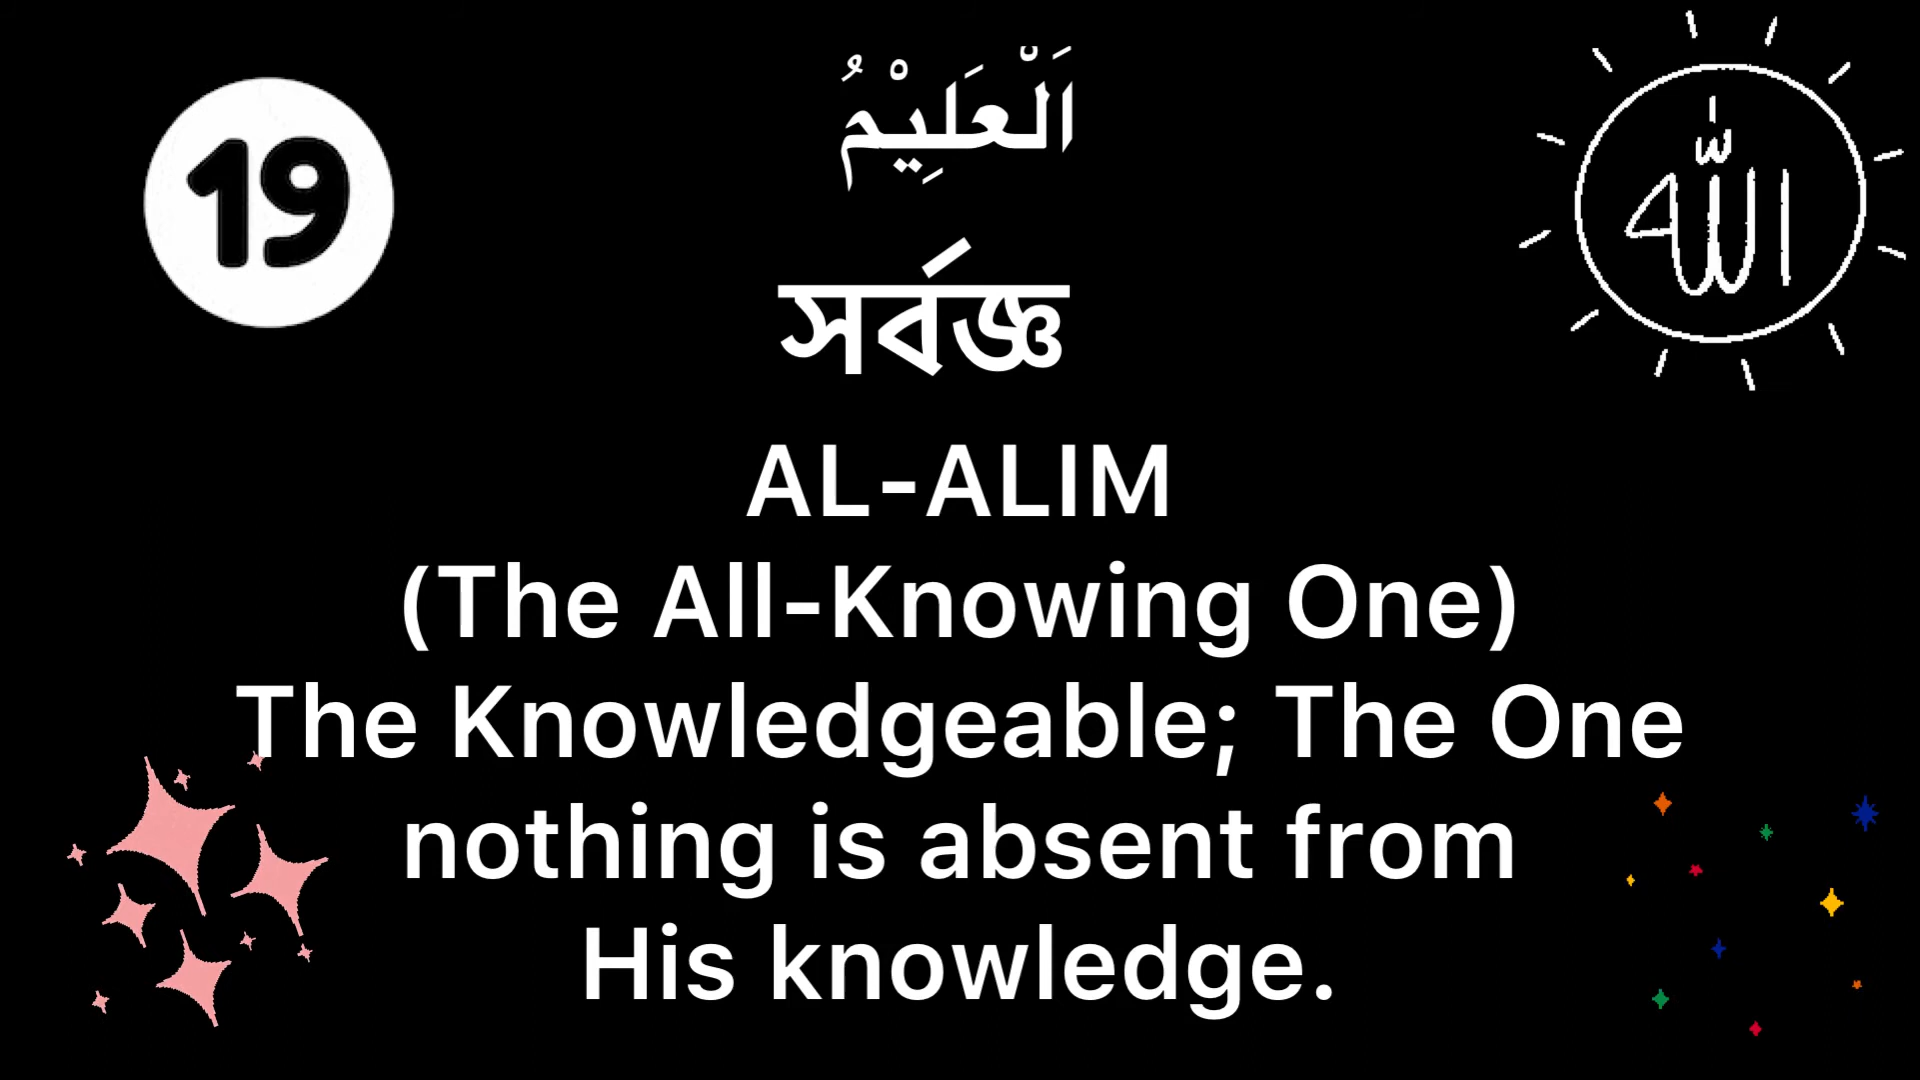 19
اَلْعَلِيْمُ
الله
সর্বজ্ঞ
AL-ALIM
(The All-Knowing One)
The Knowledgeable; The One
nothing is absent from
His knowledge.